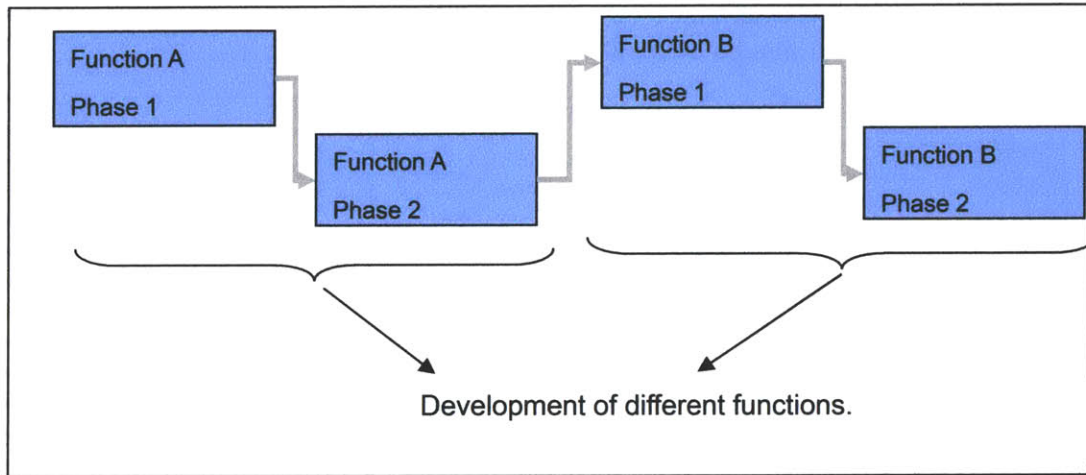 Function A
Phase 1
Function A
Phase 2
Function B
Phase 1
Function B
Phase 2
Development of different functions.